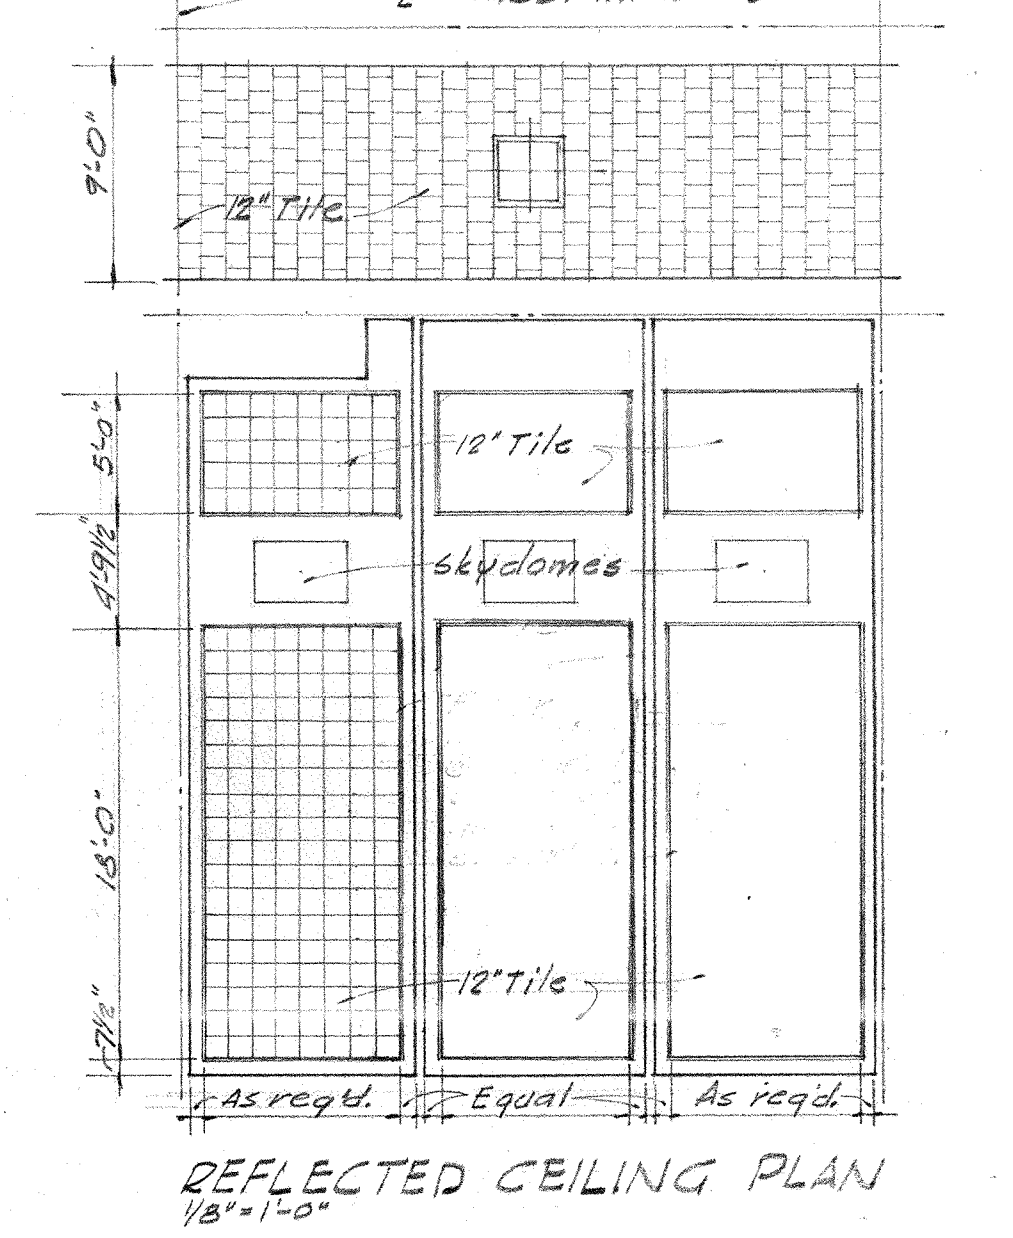 9'-0"
12" Tile
5'-0"
12" Tile
4'-9½"
skydomes
18'-0"
12" Tile
7½"
As req'd. Equal As req'd.
REFLECTED CEILING PLAN
1/8" = 1'-0"